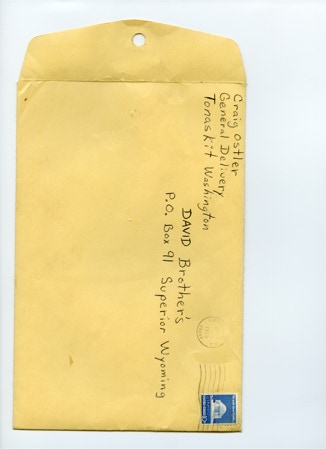 Craig Ostler
General Delivery
Tonaskit Washington
DAVID Brother's
P.O. Box 91 Superior Wyoming